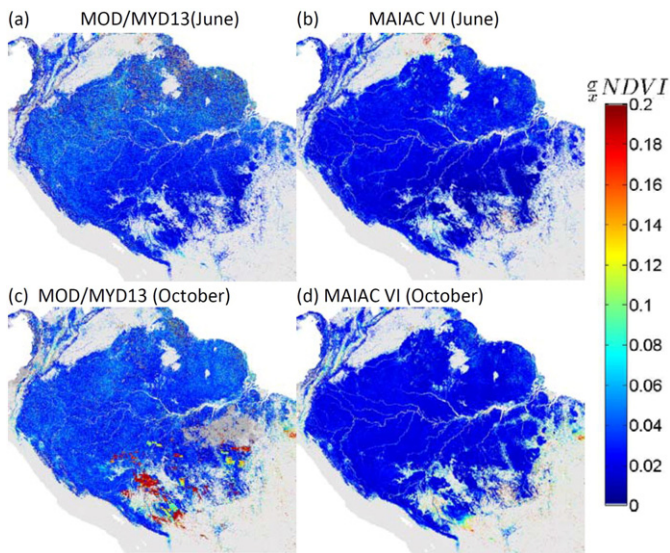 (a) MOD/MYD13(June)
(b) MAIAC VI (June)
(c) MOD/MYD13 (October)
(d) MAIAC VI (October)
σ/x NDVI
0.2
0.18
0.16
0.14
0.12
0.1
0.08
0.06
0.04
0.02
0